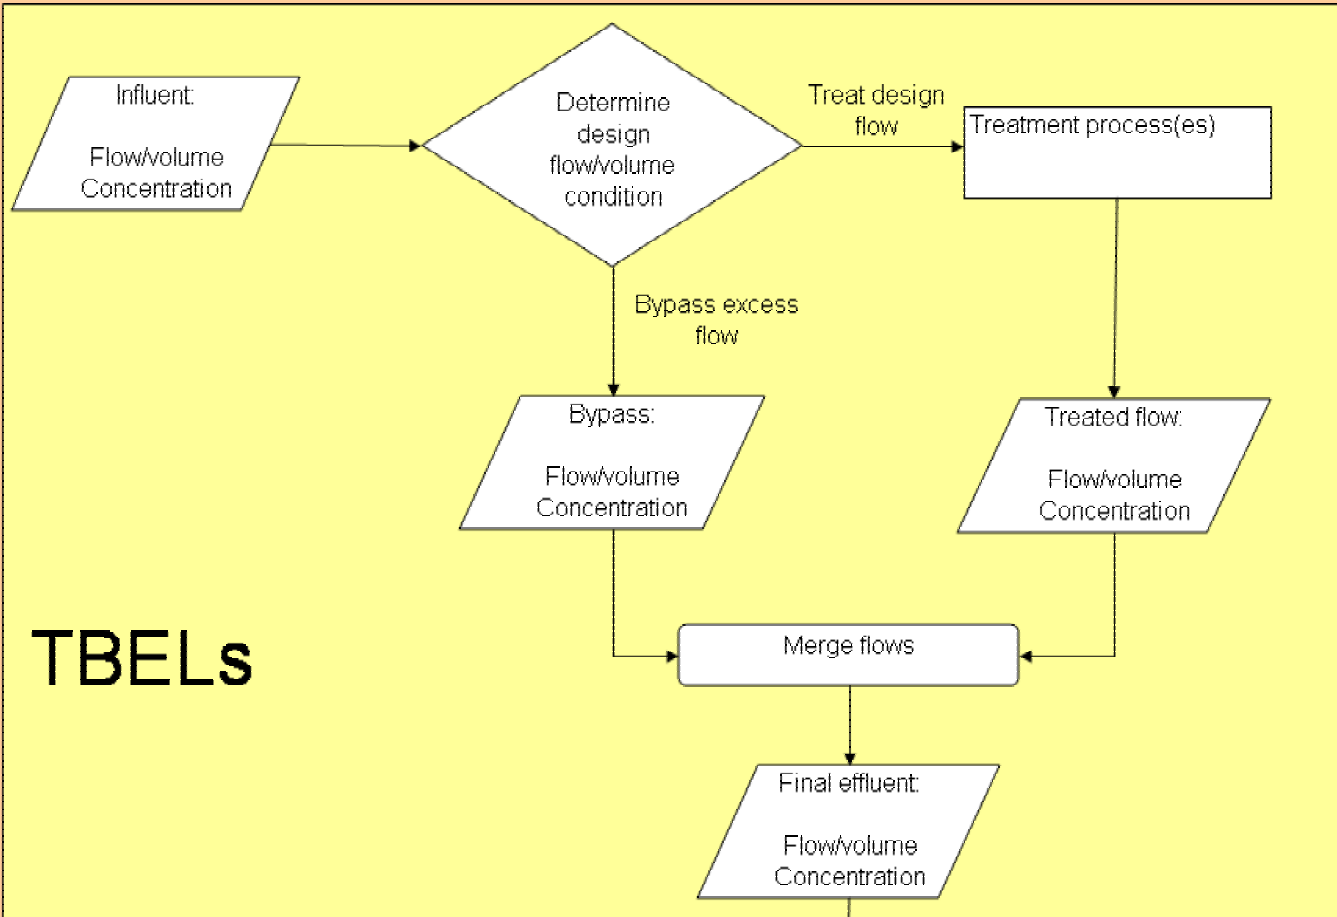 Influent:
Flow/volume
Concentration
Determine
design
flow/volume
condition
Treat design
flow
Treatment process(es)
Bypass excess
flow
Bypass:
Flow/volume
Concentration
Treated flow:
Flow/volume
Concentration
TBELs
Merge flows
Final effluent:
Flow/volume
Concentration